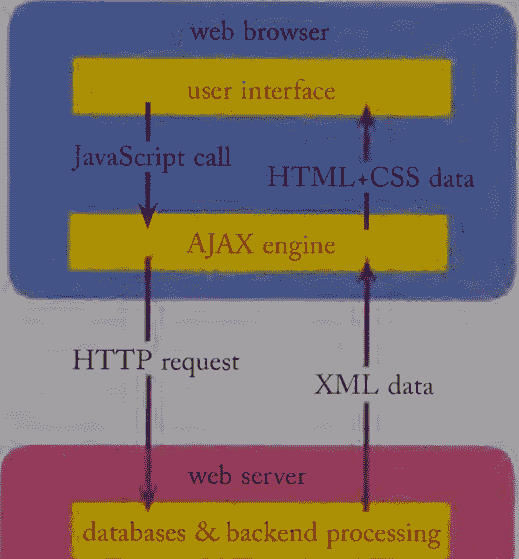 web browser
user interface
JavaScript call
HTML+CSS data
AJAX engine
HTTP request
XML data
web server
databases & backend processing